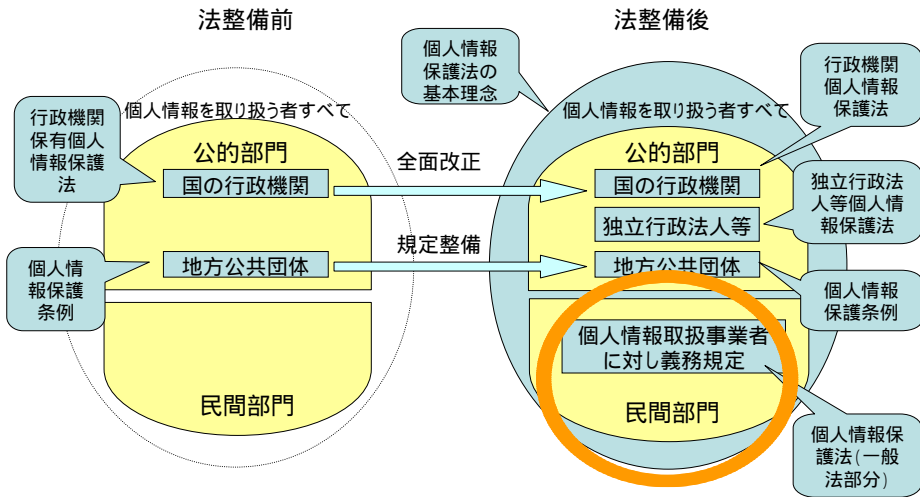 法整備前
個人情報を取り扱う者すべて
行政機関
保有個人
情報保護
法
公的部門
国の行政機関
個人情
報保護
条例
地方公共団体
民間部門
全面改正
規定整備
法整備後
個人情報
保護法の
基本理念
個人情報を取り扱う者すべて
行政機関
個人情報
保護法
公的部門
国の行政機関
独立行政法人等
独立行政法
人等個人情
報保護法
地方公共団体
個人情報
保護条例
個人情報取扱事業者
に対し義務規定
民間部門
個人情報保
護法(一般
法部分)